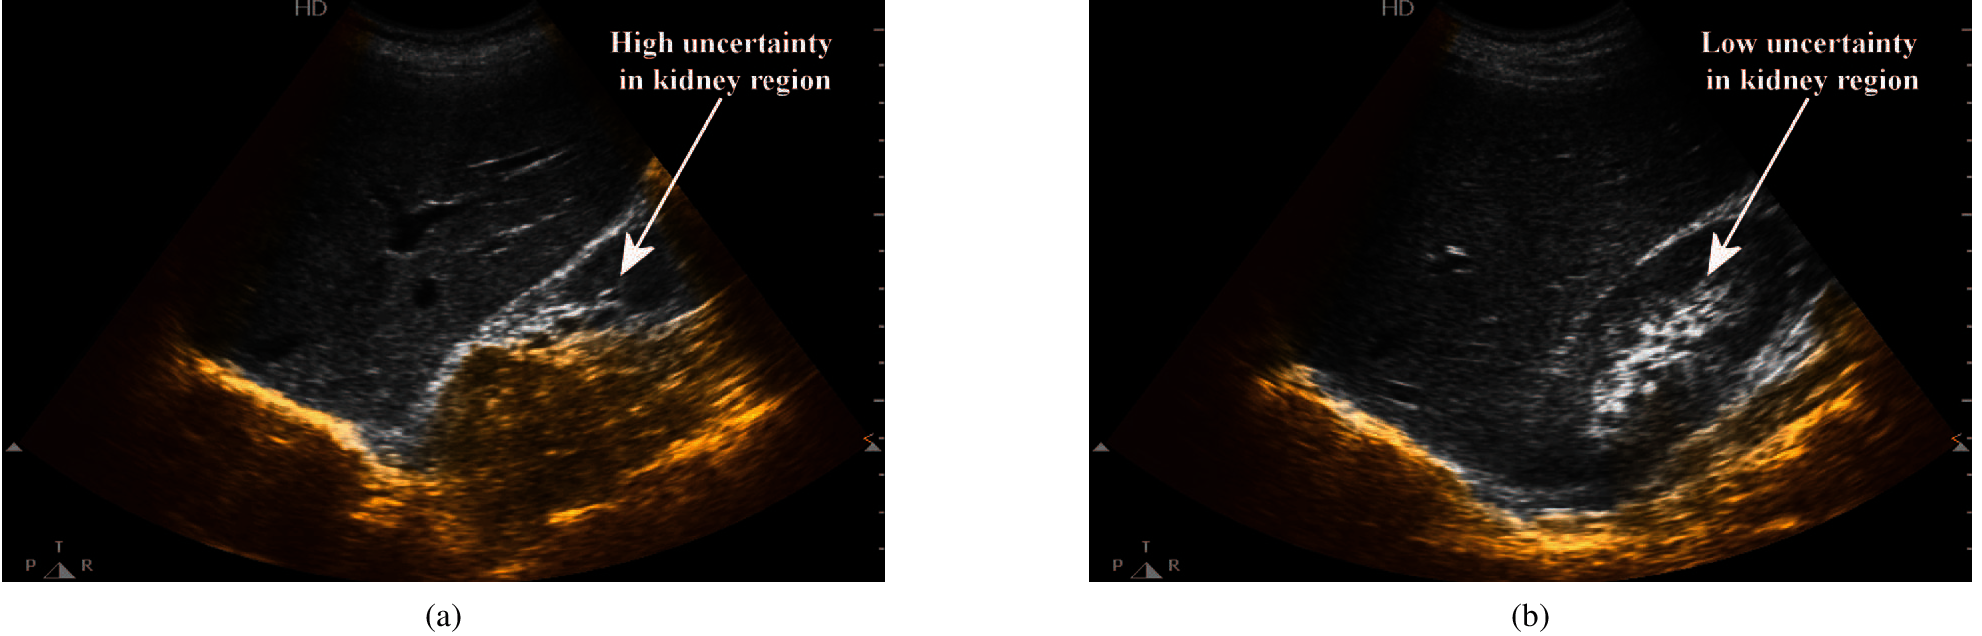 HD
High uncertainty
in kidney region
T
P R
(a)
HD
Low uncertainty
in kidney region
T
P R
(b)